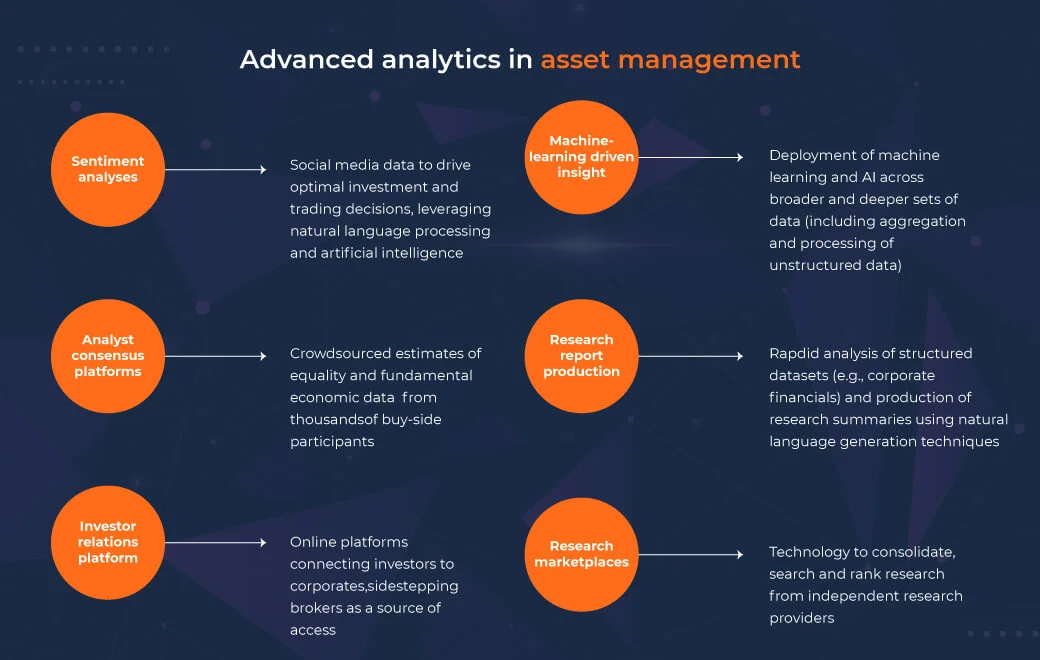 Advanced analytics in asset management
Sentiment
analyses
Social media data to drive
optimal investment and
trading decisions, leveraging
natural language processing
and artificial intelligence
Machine-
learning driven
insight
Deployment of machine
learning and AI across
broader and deeper sets of
data (including aggregation
and processing of
unstructured data)
Analyst
consensus
platforms
Crowdsourced estimates of
equality and fundamental
economic data  from
thousandsof buy-side
participants
Research
report
production
Rapdid analysis of structured
datasets (e.g., corporate
financials) and production of
research summaries using natural
language generation techniques
Investor
relations
platform
Online platforms
connecting investors to
corporates,sidestepping
brokers as a source of
access
Research
marketplaces
Technology to consolidate,
search and rank research
from independent research
providers